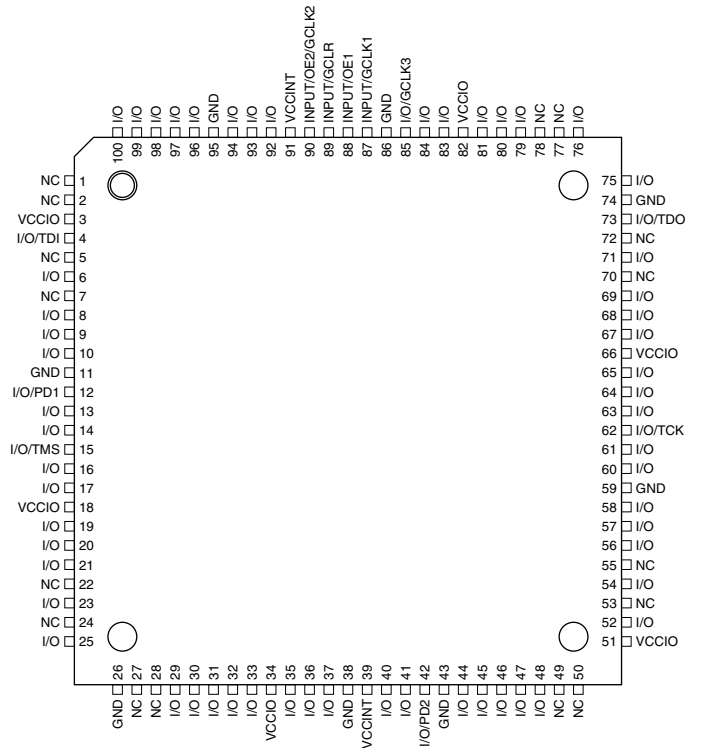 I/O
I/O
I/O
I/O
I/O
GND
I/O
I/O
I/O
VCCINT
INPUT/OE2/GCLK2
INPUT/GCLR
INPUT/OE1
INPUT/GCLK1
GND
I/O/GCLK3
I/O
I/O
VCCIO
I/O
I/O
I/O
NC
NC
I/O
100
99
98
97
96
95
94
93
92
91
90
89
88
87
86
85
84
83
82
81
80
79
78
77
76
NC 1
NC 2
VCCIO 3
I/O/TDI 4
NC 5
I/O 6
NC 7
I/O 8
I/O 9
I/O 10
GND 11
I/O/PD1 12
I/O 13
I/O 14
I/O/TMS 15
I/O 16
I/O 17
VCCIO 18
I/O 19
I/O 20
I/O 21
NC 22
I/O 23
NC 24
I/O 25
75 I/O
74 GND
73 I/O/TDO
72 NC
71 I/O
70 NC
69 I/O
68 I/O
67 I/O
66 VCCIO
65 I/O
64 I/O
63 I/O
62 I/O/TCK
61 I/O
60 I/O
59 GND
58 I/O
57 I/O
56 I/O
55 NC
54 I/O
53 NC
52 I/O
51 VCCIO
26
27
28
29
30
31
32
33
34
35
36
37
38
39
40
41
42
43
44
45
46
47
48
49
50
GND
NC
NC
I/O
I/O
I/O
I/O
I/O
VCCIO
I/O
I/O
I/O
GND
VCCINT
I/O
I/O
I/O/PD2
GND
I/O
I/O
I/O
I/O
I/O
NC
NC